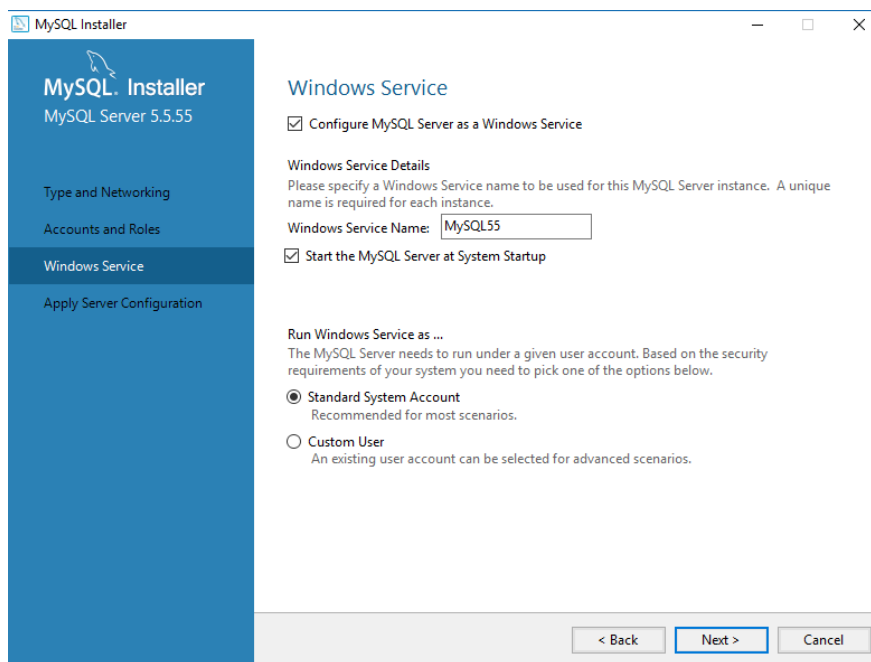 MySQL Installer
MySQL. Installer
MySQL Server 5.5.55
Type and Networking
Accounts and Roles
Windows Service
Apply Server Configuration
Windows Service
Configure MySQL Server as a Windows Service
Windows Service Details
Please specify a Windows Service name to be used for this MySQL Server instance. A unique
name is required for each instance.
Windows Service Name: MySQL55
Start the MySQL Server at System Startup
Run Windows Service as ...
The MySQL Server needs to run under a given user account. Based on the security
requirements of your system you need to pick one of the options below.
Standard System Account
Recommended for most scenarios.
Custom User
An existing user account can be selected for advanced scenarios.
< Back Next > Cancel